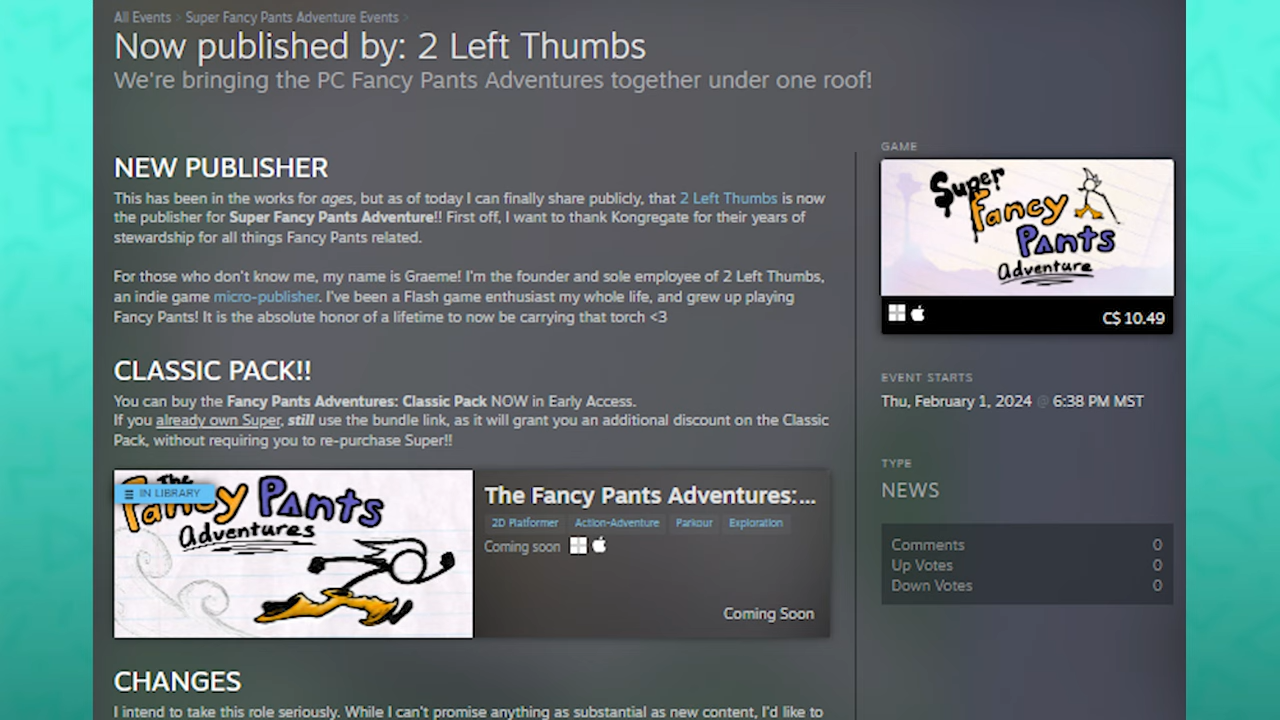 All Events > Super Fancy Pants Adventure Events >
Now published by: 2 Left Thumbs
We're bringing the PC Fancy Pants Adventures together under one roof!
NEW PUBLISHER
This has been in the works for ages, but as of today I can finally share publicly, that 2 Left Thumbs is now
the publisher for Super Fancy Pants Adventure!! First off, I want to thank Kongregate for their years of
stewardship for all things Fancy Pants related.
For those who don't know me, my name is Graeme! I'm the founder and sole employee of 2 Left Thumbs,
an indie game micro-publisher. I've been a Flash game enthusiast my whole life, and grew up playing
Fancy Pants! It is the absolute honor of a lifetime to now be carrying that torch <3
CLASSIC PACK!!
You can buy the Fancy Pants Adventures: Classic Pack NOW in Early Access.
If you already own Super, still use the bundle link, as it will grant you an additional discount on the Classic
Pack, without requiring you to re-purchase Super!!
The
IN LIBRARY
Fancy Pants
Adventures
The Fancy Pants Adventures:...
2D Platformer Action-Adventure Parkour Exploration
Coming soon
Coming Soon
CHANGES
I intend to take this role seriously. While I can't promise anything as substantial as new content, I'd like to
GAME
Super
Fancy
Pants
Adventure
C$ 10.49
EVENT STARTS
Thu, February 1, 2024 @ 6:38 PM MST
TYPE
NEWS
Comments 0
Up Votes 0
Down Votes 0